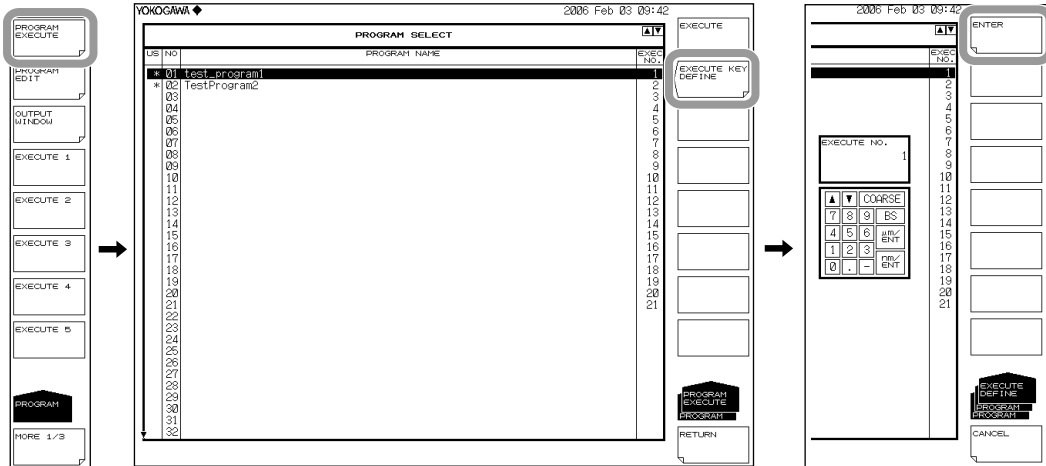 PROGRAM
EXECUTE
PROGRAM
EDIT
OUTPUT
WINDOW
EXECUTE 1
EXECUTE 2
EXECUTE 3
EXECUTE 4
EXECUTE 5
PROGRAM
MORE 1/3
YOKOGAWA ◆ 2006 Feb 03 09:42
PROGRAM SELECT ▲▼
US NO PROGRAM NAME EXEC NO.
* 01 test_program1 1
* 02 TestProgram2 2
03 3
04 4
05 5
06 6
07 7
08 8
09 9
10 10
11 11
12 12
13 13
14 14
15 15
16 16
17 17
18 18
19 19
20 20
21 21
22
23
24
25
26
27
28
29
30
31
32
EXECUTE
EXECUTE KEY
DEFINE
PROGRAM
EXECUTE
PROGRAM
RETURN
2006 Feb 03 09:42
▲▼
EXEC
NO.
1
2
3
4
5
6
7
8
9
10
11
12
13
14
15
16
17
18
19
20
21
EXECUTE NO.
1
▲ ▼ COARSE
7 8 9 BS
4 5 6 μm/ENT
1 2 3
0 . - nm/ENT
ENTER
EXECUTE
DEFINE
PROGRAM
PROGRAM
CANCEL